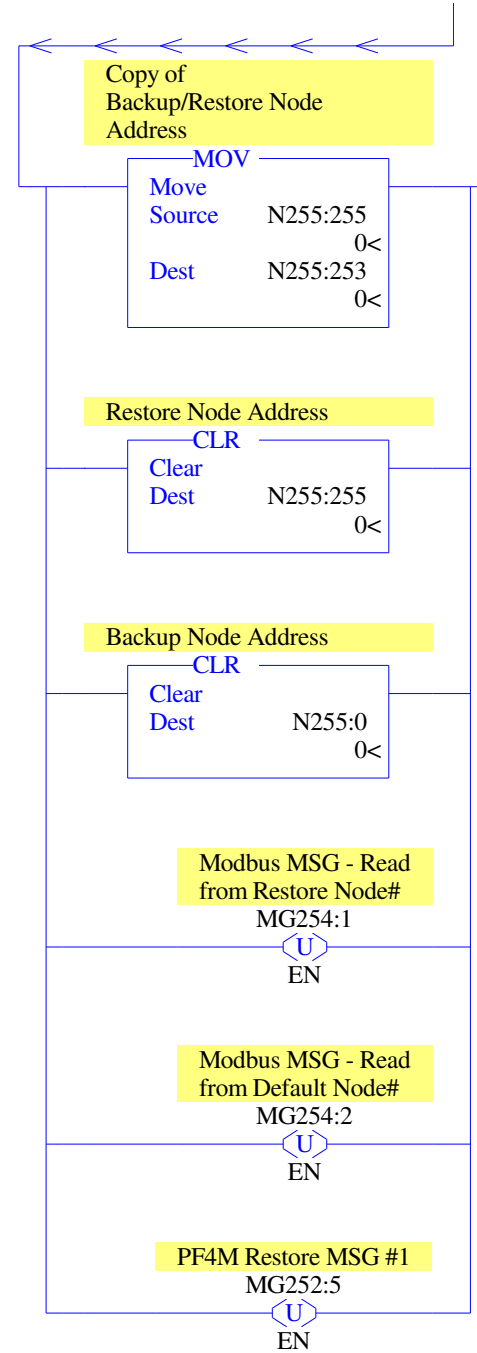 Copy of
Backup/Restore Node
Address
MOV
Move
Source N255:255
0<
Dest N255:253
0<
Restore Node Address
CLR
Clear
Dest N255:255
0<
Backup Node Address
CLR
Clear
Dest N255:0
0<
Modbus MSG - Read
from Restore Node#
MG254:1
U
EN
Modbus MSG - Read
from Default Node#
MG254:2
U
EN
PF4M Restore MSG #1
MG252:5
U
EN